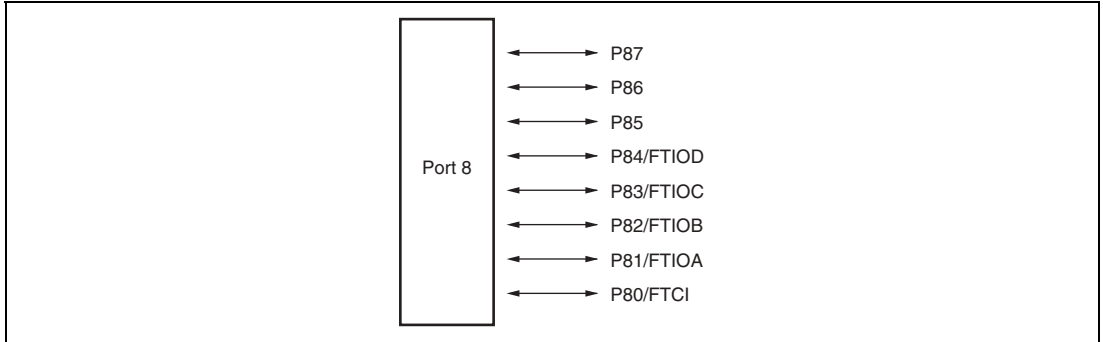 Port 8
P87
P86
P85
P84/FTIOD
P83/FTIOC
P82/FTIOB
P81/FTIOA
P80/FTCI